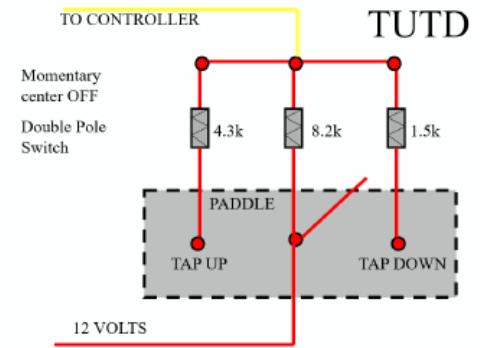 TO CONTROLLER
TUTD
Momentary
center OFF
Double Pole
Switch
4.3k
8.2k
1.5k
PADDLE
TAP UP
TAP DOWN
12 VOLTS